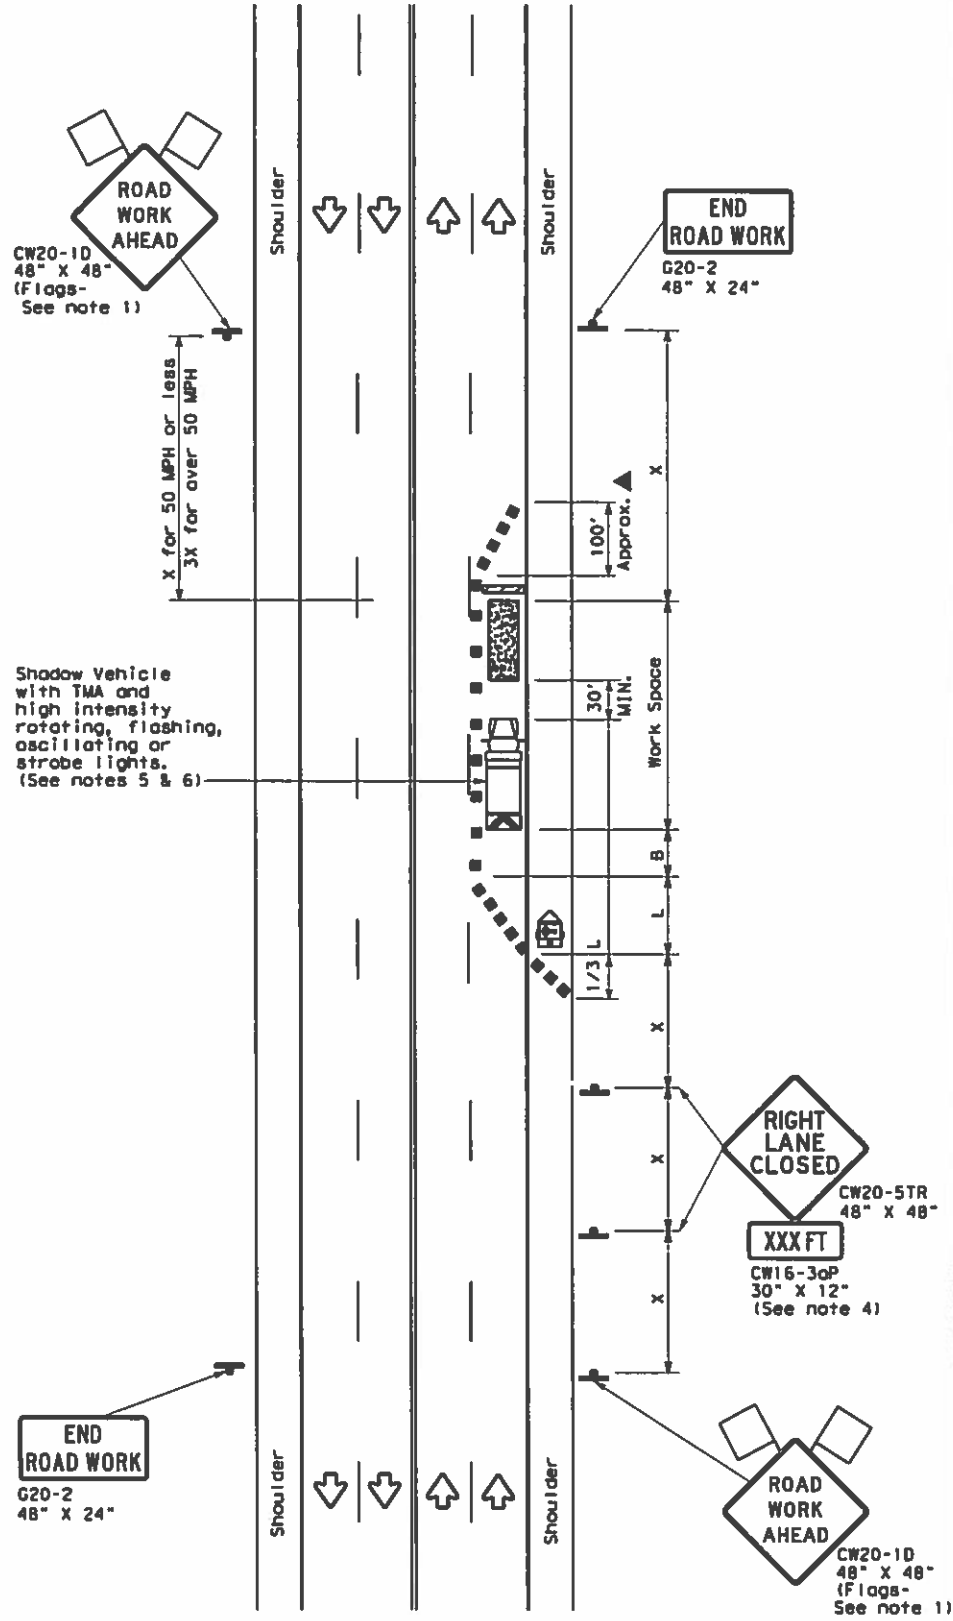 Shoulder
Shoulder
ROAD
WORK
AHEAD
CW20-1D
48" X 48"
(Flags-
See note 1)
END
ROAD WORK
G20-2
48" X 24"
X for 50 MPH or less
3X for over 50 MPH
X
100'
Approx.
Shadow Vehicle
with TMA and
high intensity
rotating, flashing,
oscillating or
strobe lights.
(See notes 5 & 6)
30'
MIN.
Work Space
B
L
1/3 L
X
X
RIGHT
LANE
CLOSED
CW20-5TR
48" X 48"
XXX FT
CW16-3aP
30" X 12"
(See note 4)
X
END
ROAD WORK
G20-2
48" X 24"
Shoulder
Shoulder
ROAD
WORK
AHEAD
CW20-1D
48" X 48"
(Flags-
See note 1)